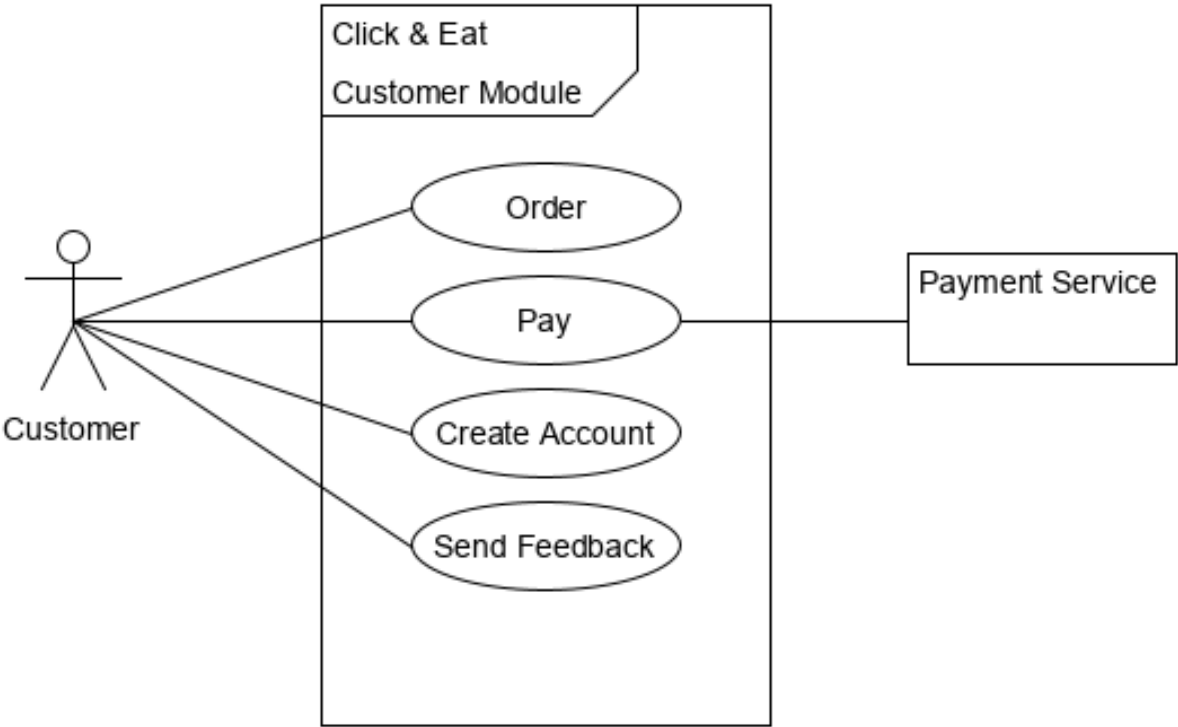 Click & Eat
Customer Module
Order
Pay
Create Account
Send Feedback
Customer
Payment Service